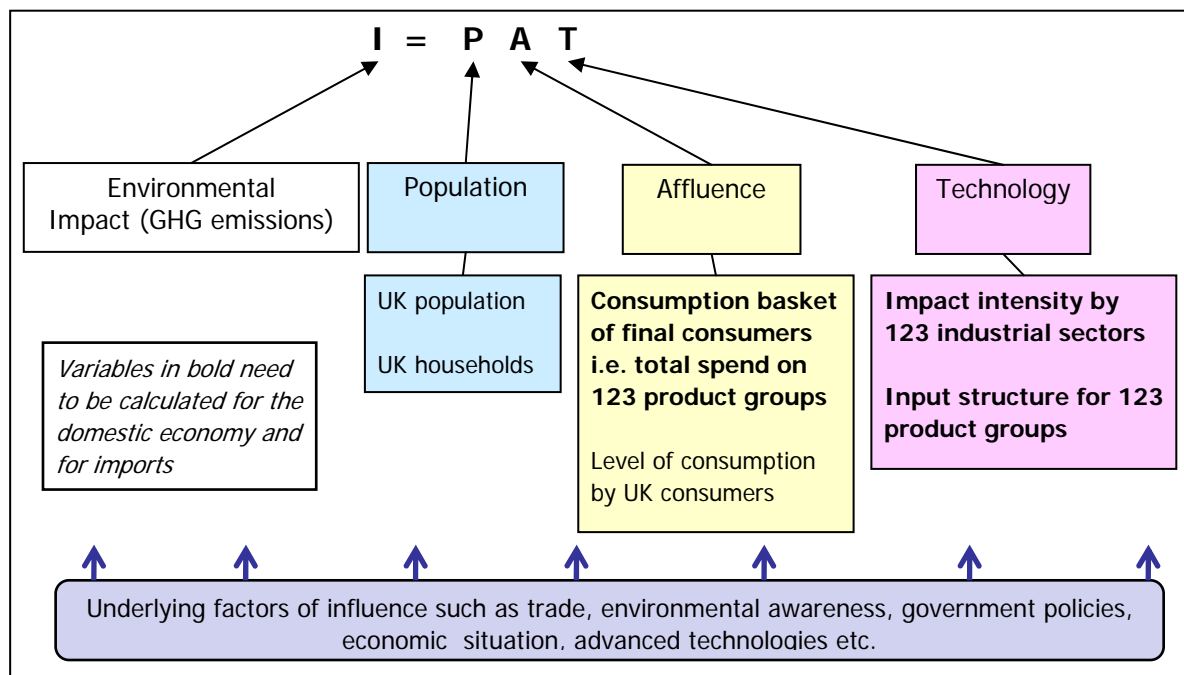 I = P A T
Environmental
Impact (GHG emissions)
Population
Affluence
Technology
UK population
UK households
Consumption basket
of final consumers
i.e. total spend on
123 product groups
Level of consumption
by UK consumers
Impact intensity by
123 industrial sectors
Input structure for 123
product groups
Variables in bold need
to be calculated for the
domestic economy and
for imports
Underlying factors of influence such as trade, environmental awareness, government policies,
economic situation, advanced technologies etc.